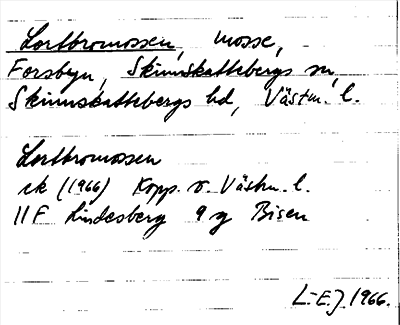 Lortbromossen, mosse,
Forsbyn, Skinnskattebergs sn,
Skinnskattebergs hd, Västm. l.
Lortbromossen
ek (1966) Kopp. o. Västm. l.
11F Lindesberg 9 g Bisen
L-E.J. 1966.